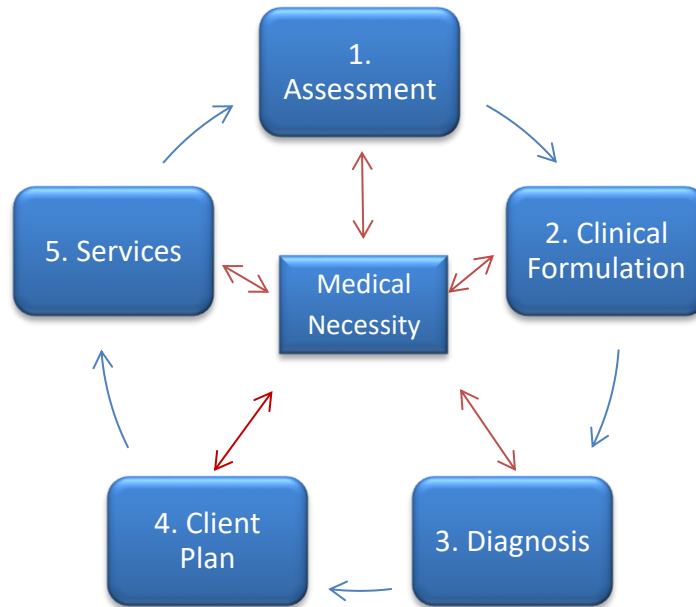 1.
Assessment
2. Clinical
Formulation
5. Services
Medical
Necessity
4. Client
Plan
3. Diagnosis